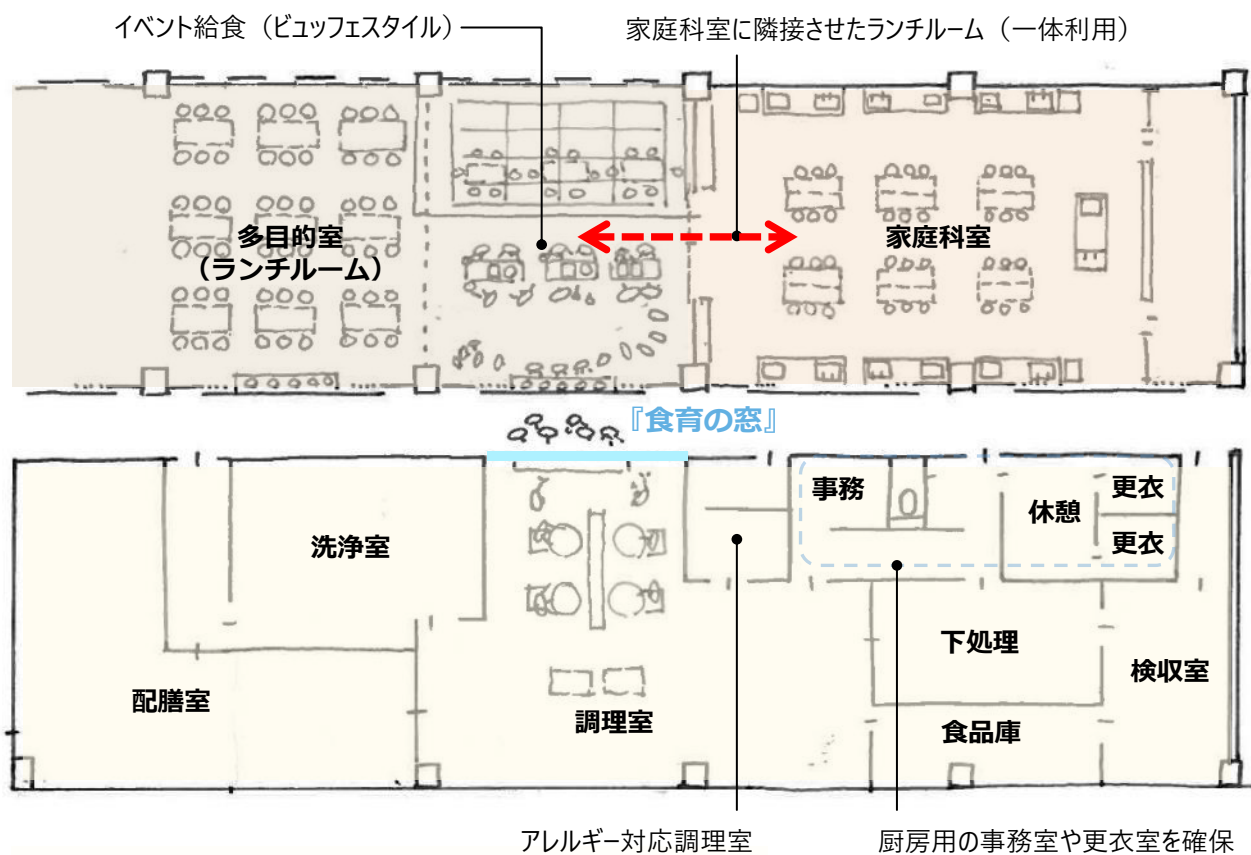 イベント給食（ビュッフェスタイル）
家庭科室に隣接させたランチルーム（一体利用）
多目的室
（ランチルーム）
家庭科室
『食育の窓』
事務
休憩
更衣
更衣
洗浄室
下処理
検収室
配膳室
調理室
食品庫
アレルギー対応調理室
厨房用の事務室や更衣室を確保